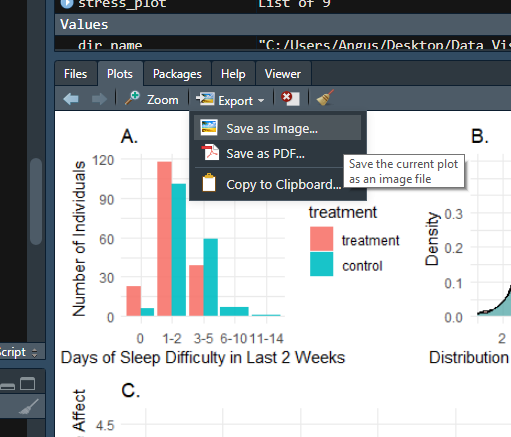 stress_plot List of 9
Values
dir_name "C:/Users/Angus/Desktop/Data Vis
Files Plots Packages Help Viewer
Zoom Export
Save as Image...
Save as PDF...
Copy to Clipboard...
Save the current plot
as an image file
A.
Number of Individuals
120
90
60
30
0
0 1-2 3-5 6-10 11-14
Days of Sleep Difficulty in Last 2 Weeks
treatment
treatment
control
B.
Density
0.3
0.2
0.1
0.0
2
Distribution
C.
Affect
4.5
Script